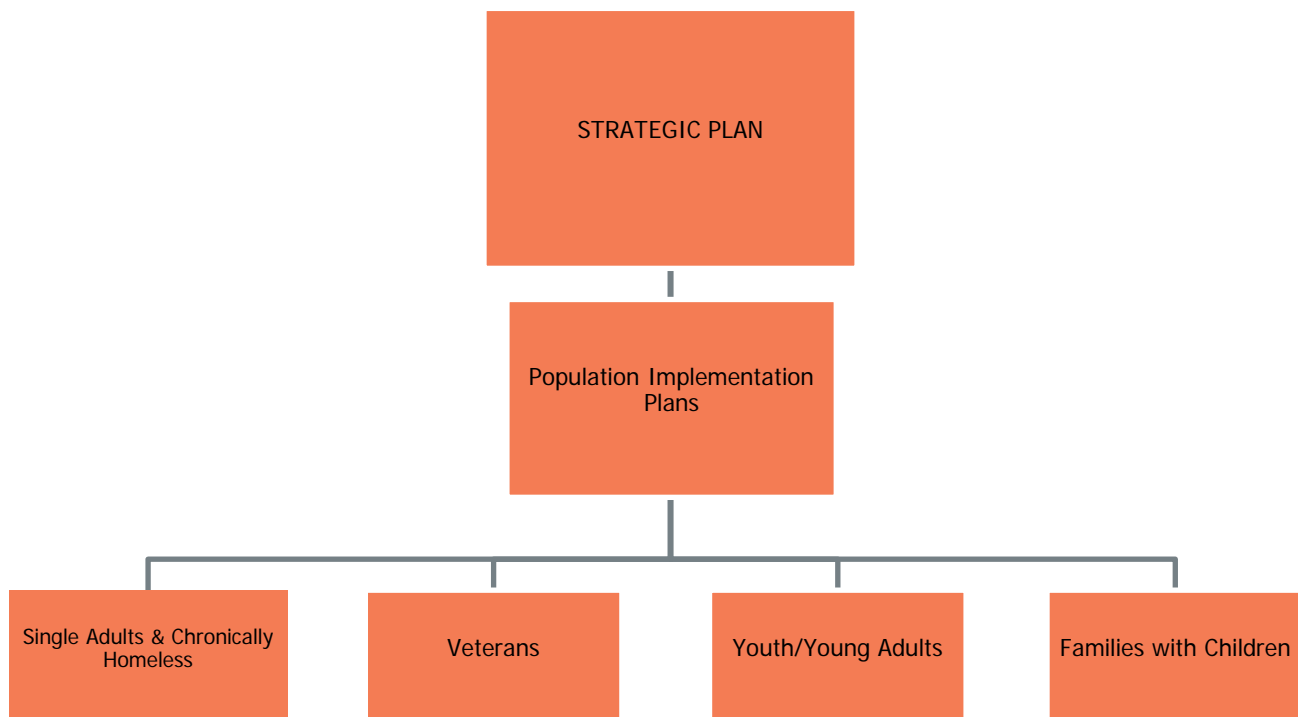 STRATEGIC PLAN
Population Implementation
Plans
Single Adults & Chronically
Homeless
Veterans
Youth/Young Adults
Families with Children